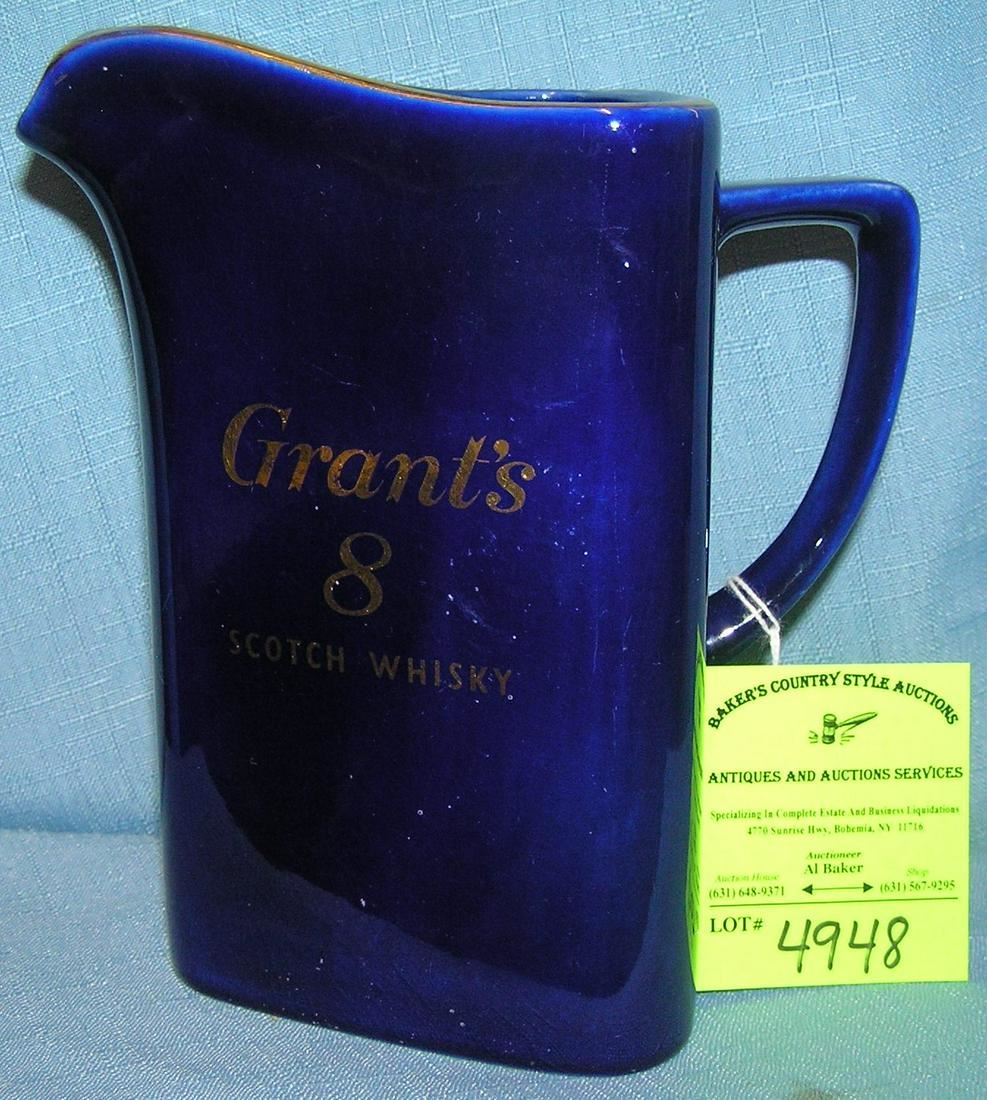 Grant's
8
SCOTCH WHISKY
BAKER'S COUNTRY STYLE AUCTIONS
ANTIQUES AND AUCTIONS SERVICES
Specializing In Complete Estate And Business Liquidations
4770 Sunrise Hwy, Bohemia, NY 11716
Auctioneer
Al Baker
Auction House
Shop
(631) 648-9371
(631) 567-9295
LOT# 4948